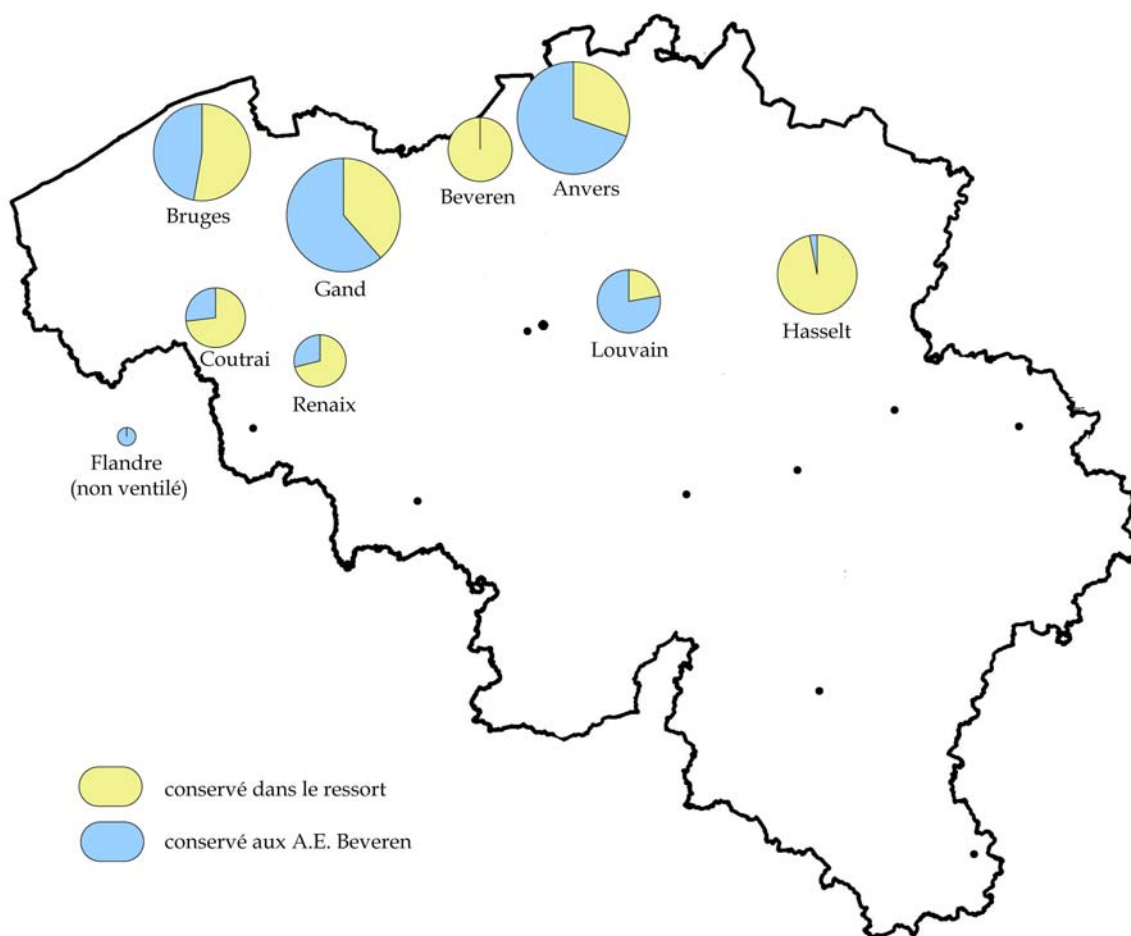 Bruges
Beveren
Anvers
Gand
Coutrai
Renaix
Louvain
Hasselt
Flandre
(non ventilé)
conservé dans le ressort
conservé aux A.E. Beveren